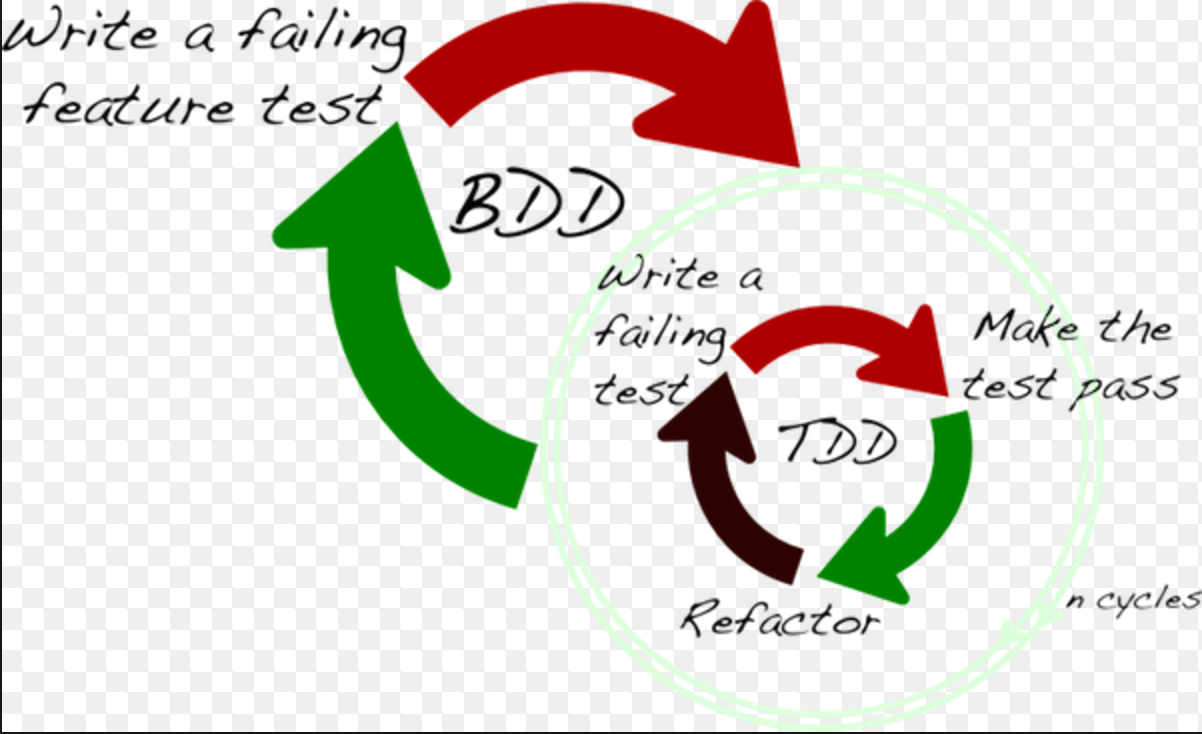 Write a failing
feature test
BDD
Write a
failing
test
Make the
test pass
TDD
Refactor
n cycles